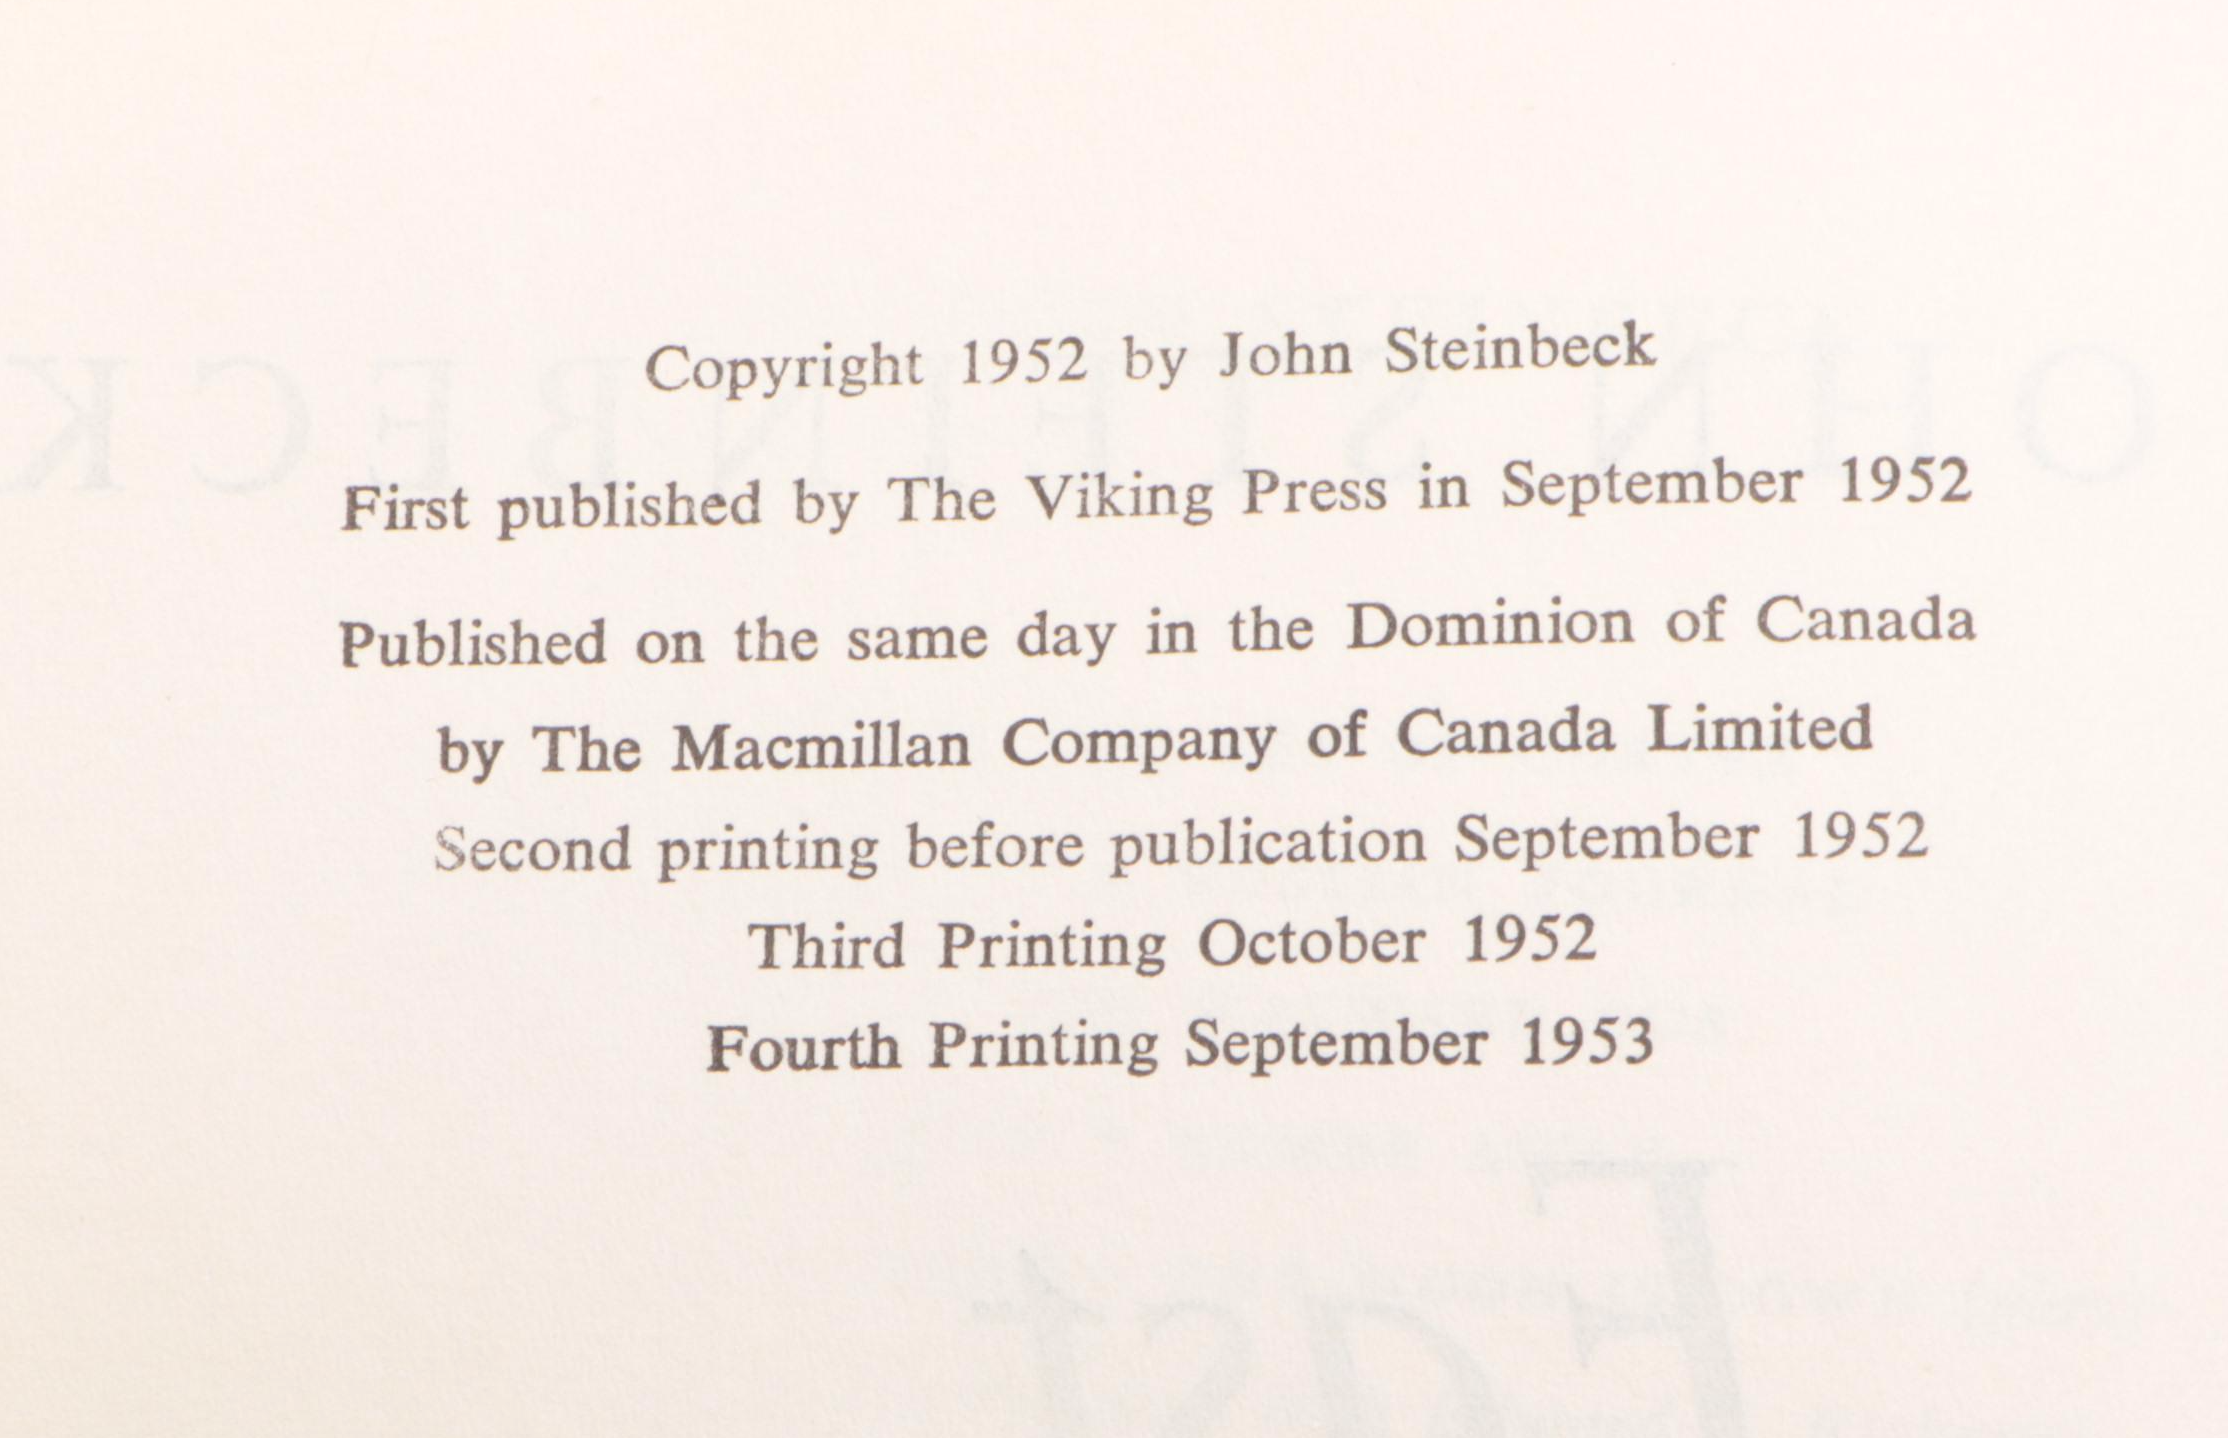 Copyright 1952 by John Steinbeck
First published by The Viking Press in September 1952
Published on the same day in the Dominion of Canada
by The Macmillan Company of Canada Limited
Second printing before publication September 1952
Third Printing October 1952
Fourth Printing September 1953